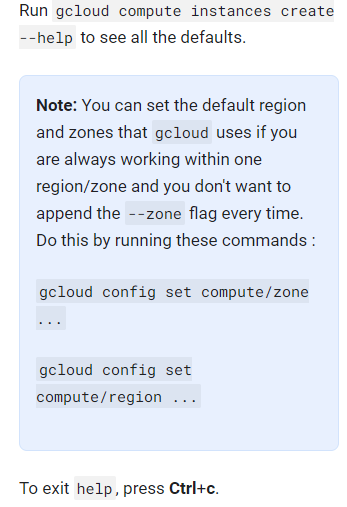 Run gcloud compute instances create
--help to see all the defaults.
Note: You can set the default region
and zones that gcloud uses if you
are always working within one
region/zone and you don't want to
append the --zone flag every time.
Do this by running these commands :
gcloud config set compute/zone
...
gcloud config set
compute/region ...
To exit help, press Ctrl+c.